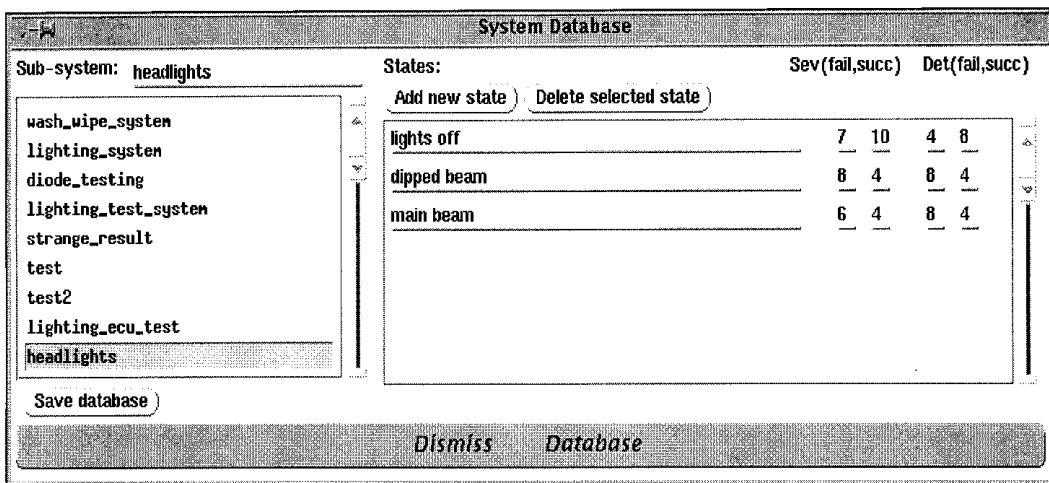 System Database
Sub-system: headlights
wash_wipe_system
lighting_system
diode_testing
lighting_test_system
strange_result
test
test2
lighting_ecu_test
headlights
Save database
States: Sev(fail,succ) Det(fail,succ)
Add new state Delete selected state
lights off 7 10 4 8
dipped beam 8 4 8 4
main beam 6 4 8 4
Dismiss Database